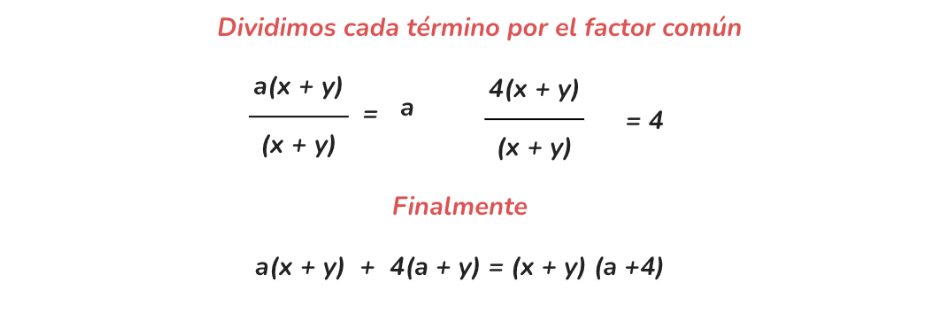 Dividimos cada término por el factor común
a(x + y) / (x + y) = a    4(x + y) / (x + y) = 4
Finalmente
a(x + y) + 4(a + y) = (x + y) (a +4)